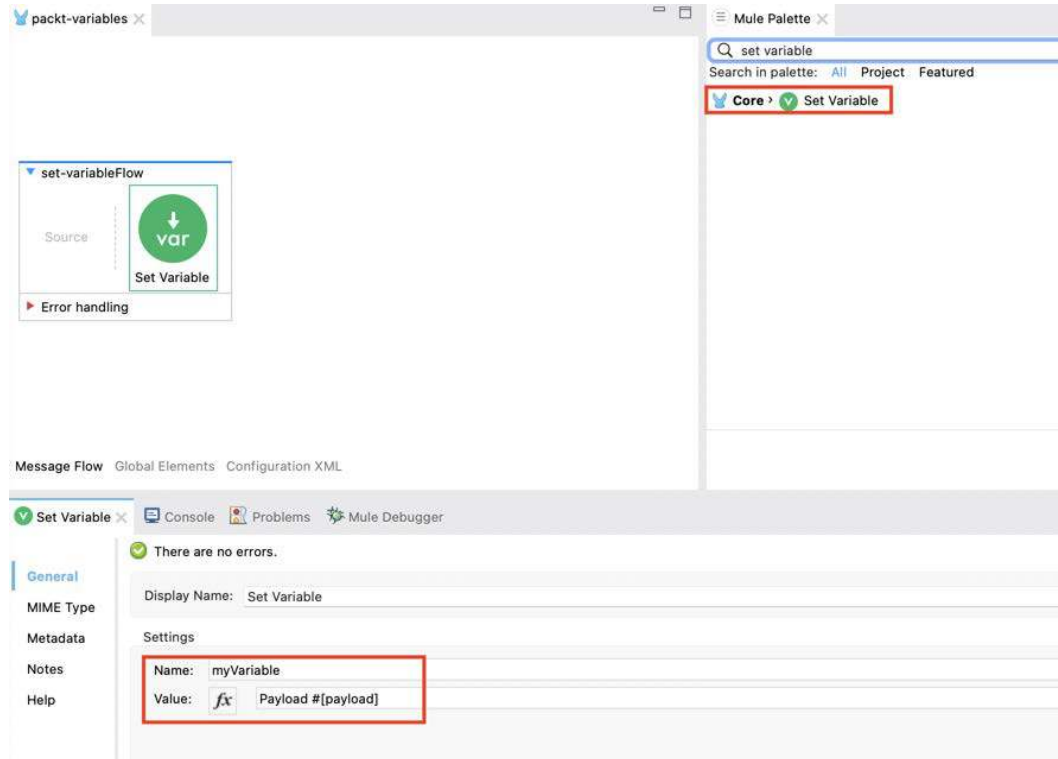 packt-variables
Mule Palette
set variable
Search in palette: All Project Featured
Core › V Set Variable
set-variableFlow
Source
var
Set Variable
Error handling
Message Flow Global Elements Configuration XML
V Set Variable Console Problems Mule Debugger
There are no errors.
General
Display Name: Set Variable
MIME Type
Metadata
Settings
Notes
Name: myVariable
Help
Value: fx Payload #[payload]